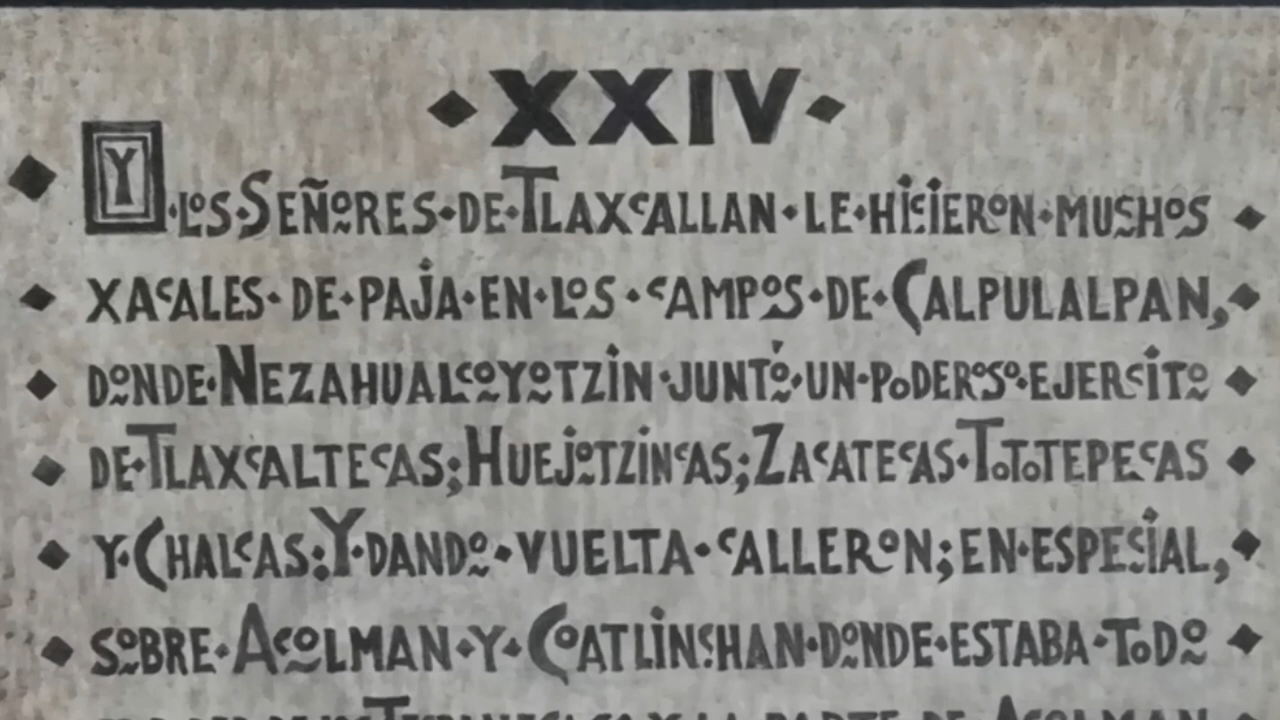 ◆XXIV◆
◆ Y·LOS·SEÑORES·DE·TLAXCALLAN·LE·HICIERON·MUCHOS ◆
◆ XACALES·DE·PAJA·EN·LOS·CAMPOS·DE·CALPULALPAN,◆
◆ DONDE·NEZAHUALCOYOTZIN·JUNTÓ·UN·PODEROSO·EJERCITO ◆
◆ DE·TLAXCALTECAS;HUEJOTZINCAS;ZACATECAS·TOTOTEPECAS ◆
◆ Y·CHALCAS:Y·DANDO·VUELTA·CALLERON;EN·ESPECIAL,◆
◆ SOBRE·ACOLMAN·Y·COATLINCHAN·DONDE·ESTABA·TODO ◆